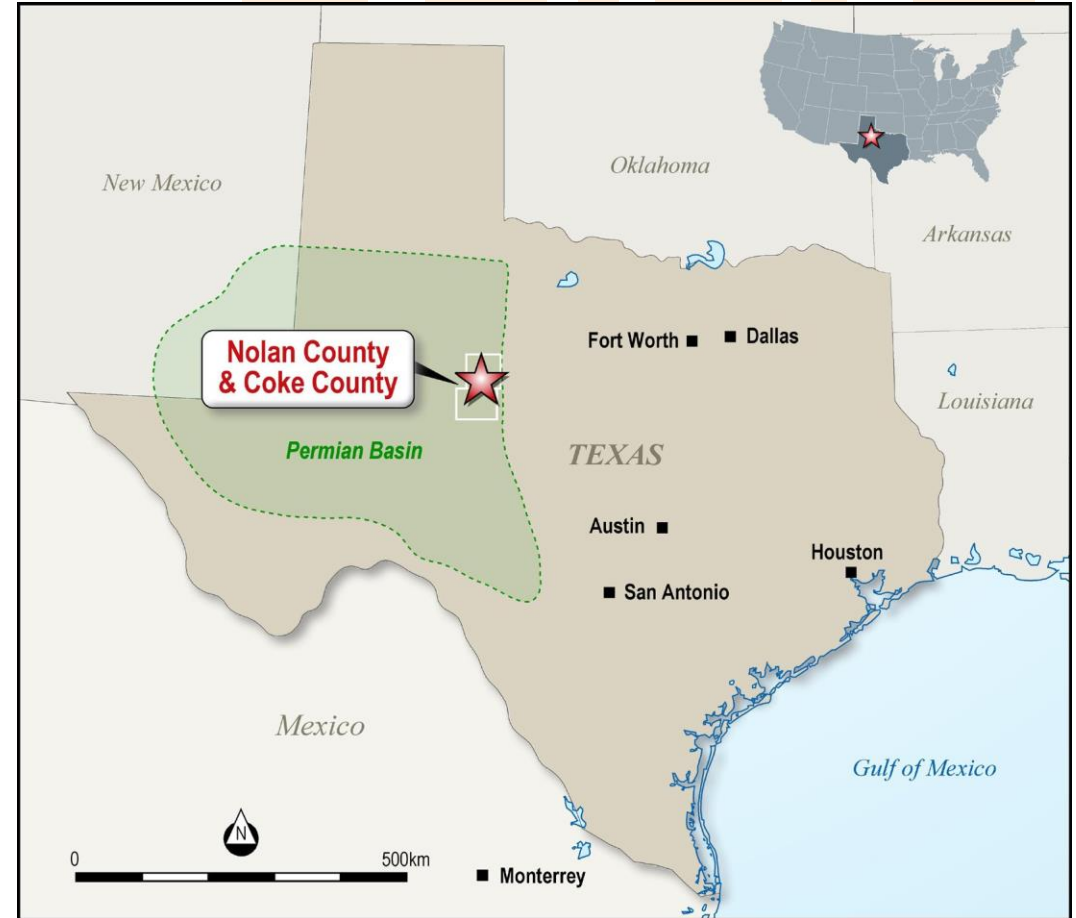 New Mexico
Oklahoma
Arkansas
Fort Worth
Dallas
Nolan County
& Coke County
Louisiana
Permian Basin
TEXAS
Austin
Houston
San Antonio
Mexico
Gulf of Mexico
N
0
500km
Monterrey